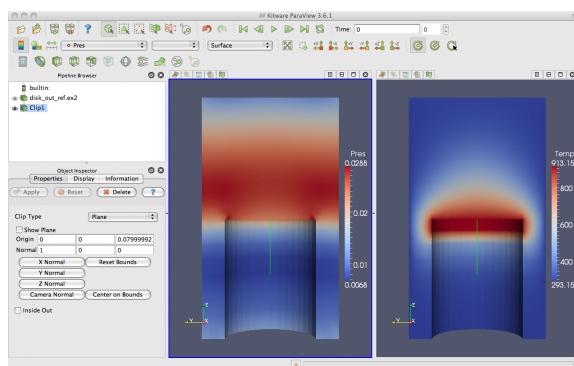 Kitware ParaView 3.6.1
Time: 0
0
Pres
Surface
Pipeline Browser
builtin:
disk_out_ref.ex2
Clip1
Object Inspector
Properties
Display
Information
Apply
Reset
Delete
?
Clip Type
Plane
Show Plane
Origin
0
0
0.07999992
Normal
1
0
0
X Normal
Reset Bounds
Y Normal
Z Normal
Camera Normal
Center on Bounds
Inside Out
Pres
0.0288
0.02
0.01
0.0068
Z
Y
X
Temp
913.15
800
600
400
293.15
Z
Y
X